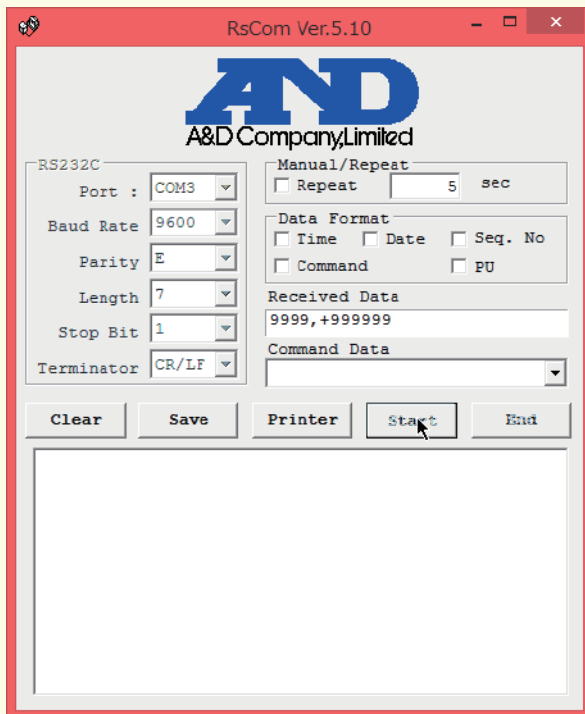 RsCom Ver.5.10
AND
A&D Company,Limited
RS232C
Port : COM3
Baud Rate 9600
Parity E
Length 7
Stop Bit 1
Terminator CR/LF
Manual/Repeat
Repeat 5 sec
Data Format
Time Date Seq. No
Command PU
Received Data
9999,+999999
Command Data
Clear Save Printer Start End